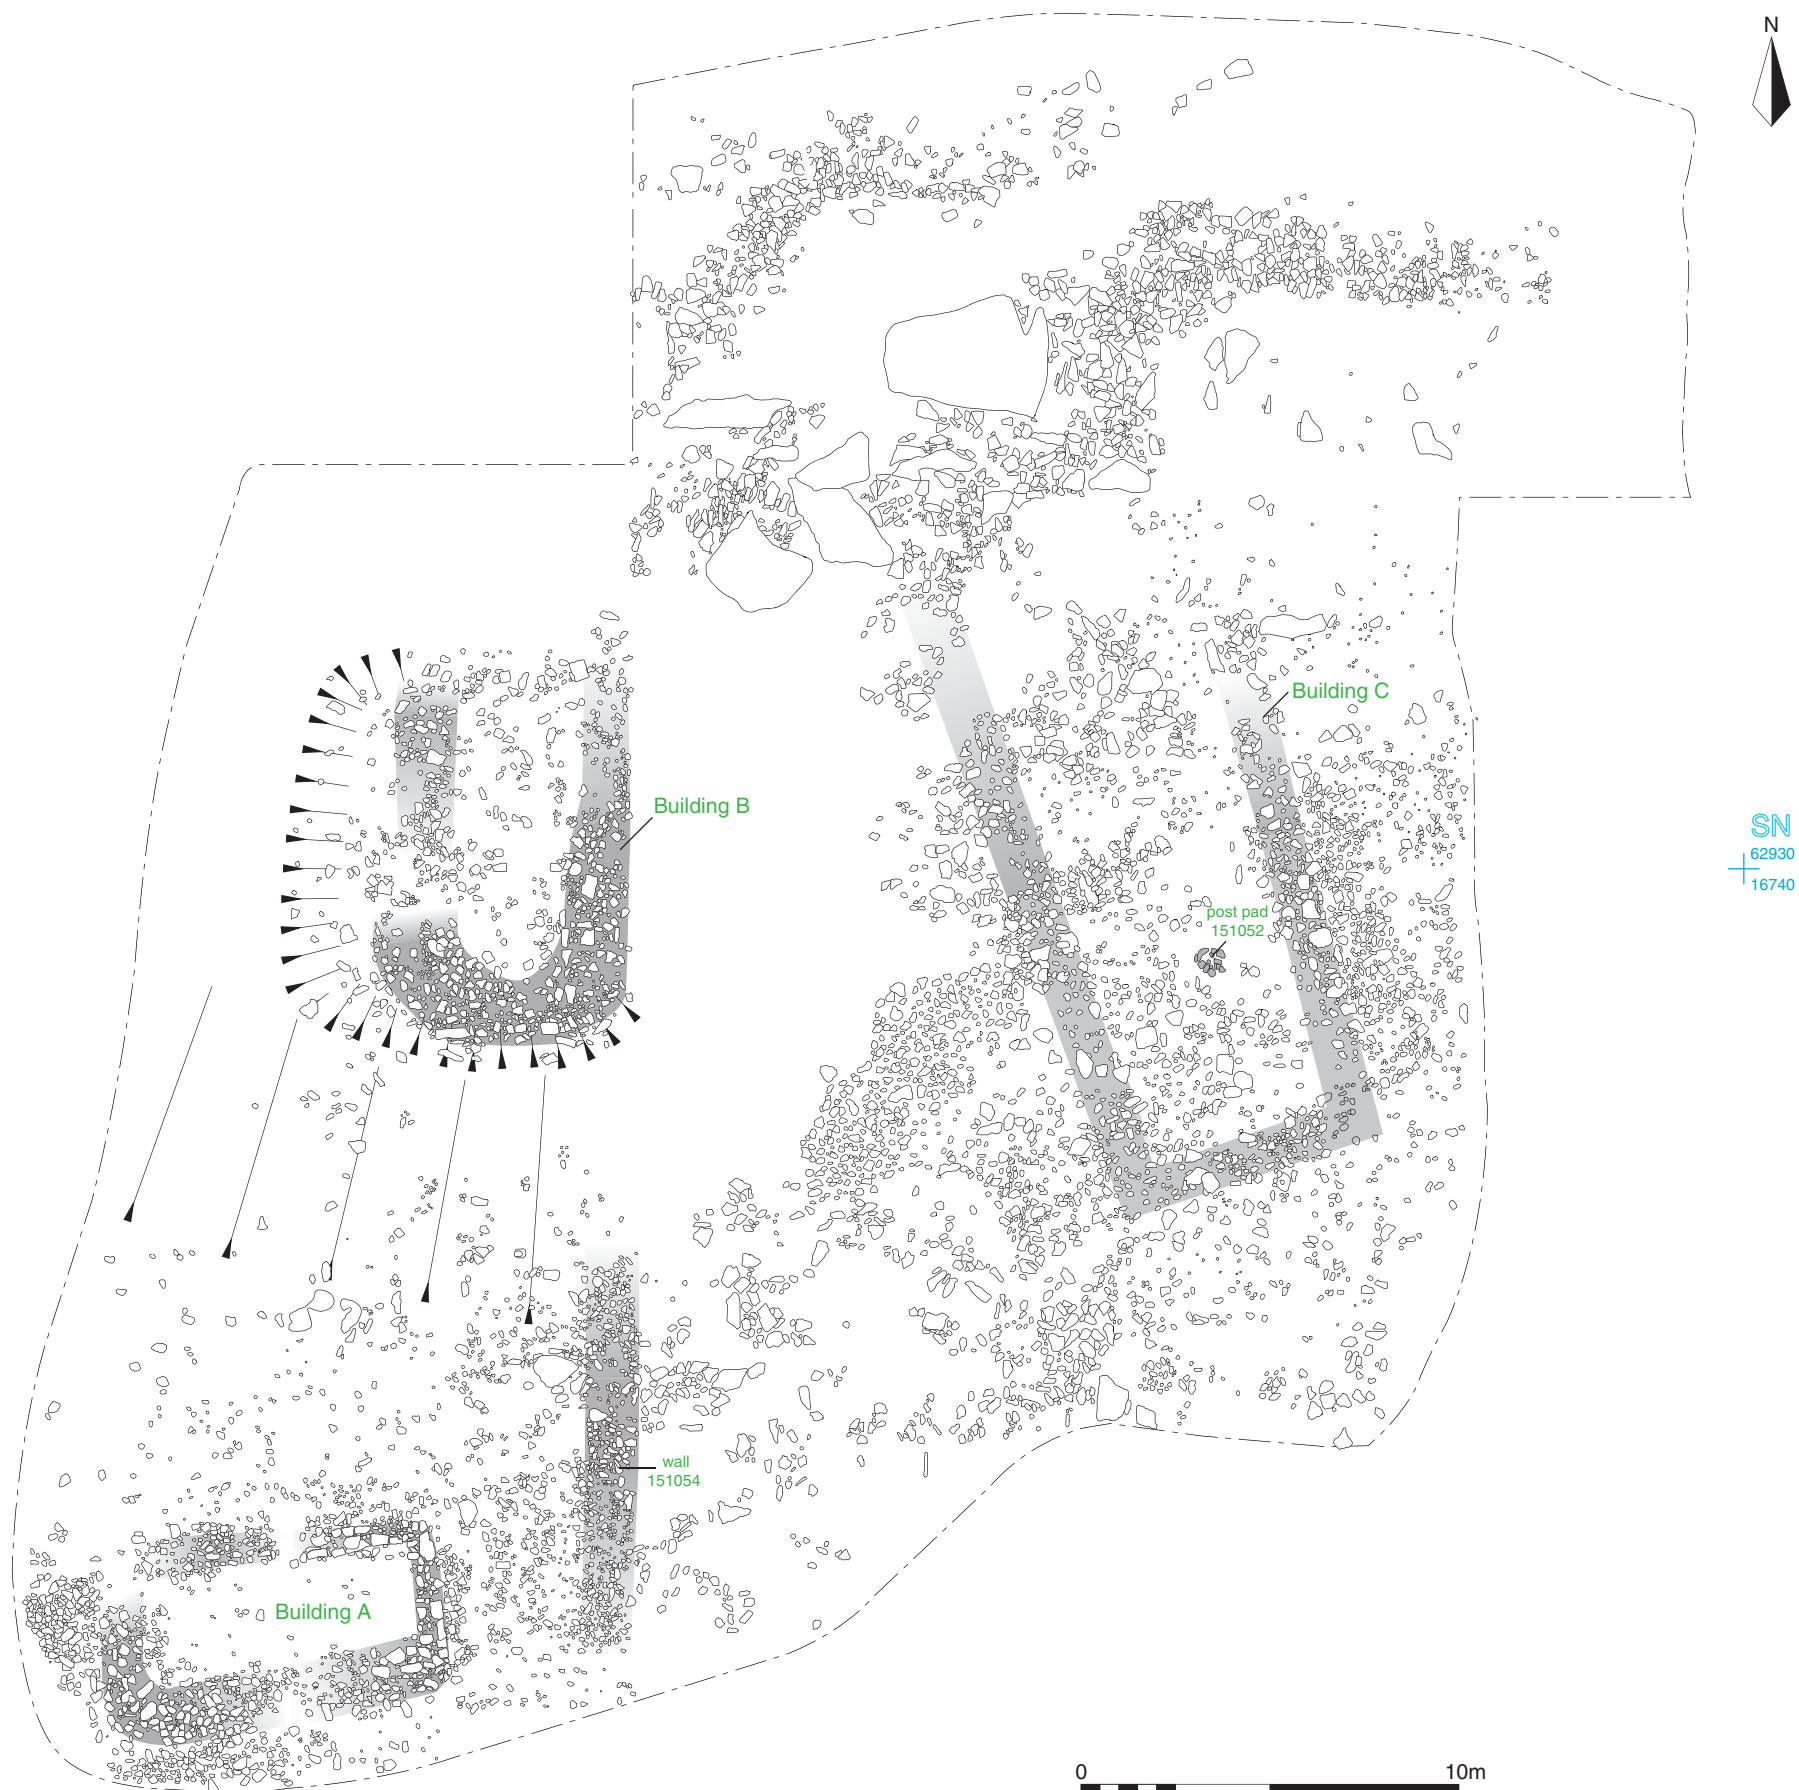 N
Building C
Building B
SN
62930
16740
post pad
151052
wall
151054
Building A
0 10m